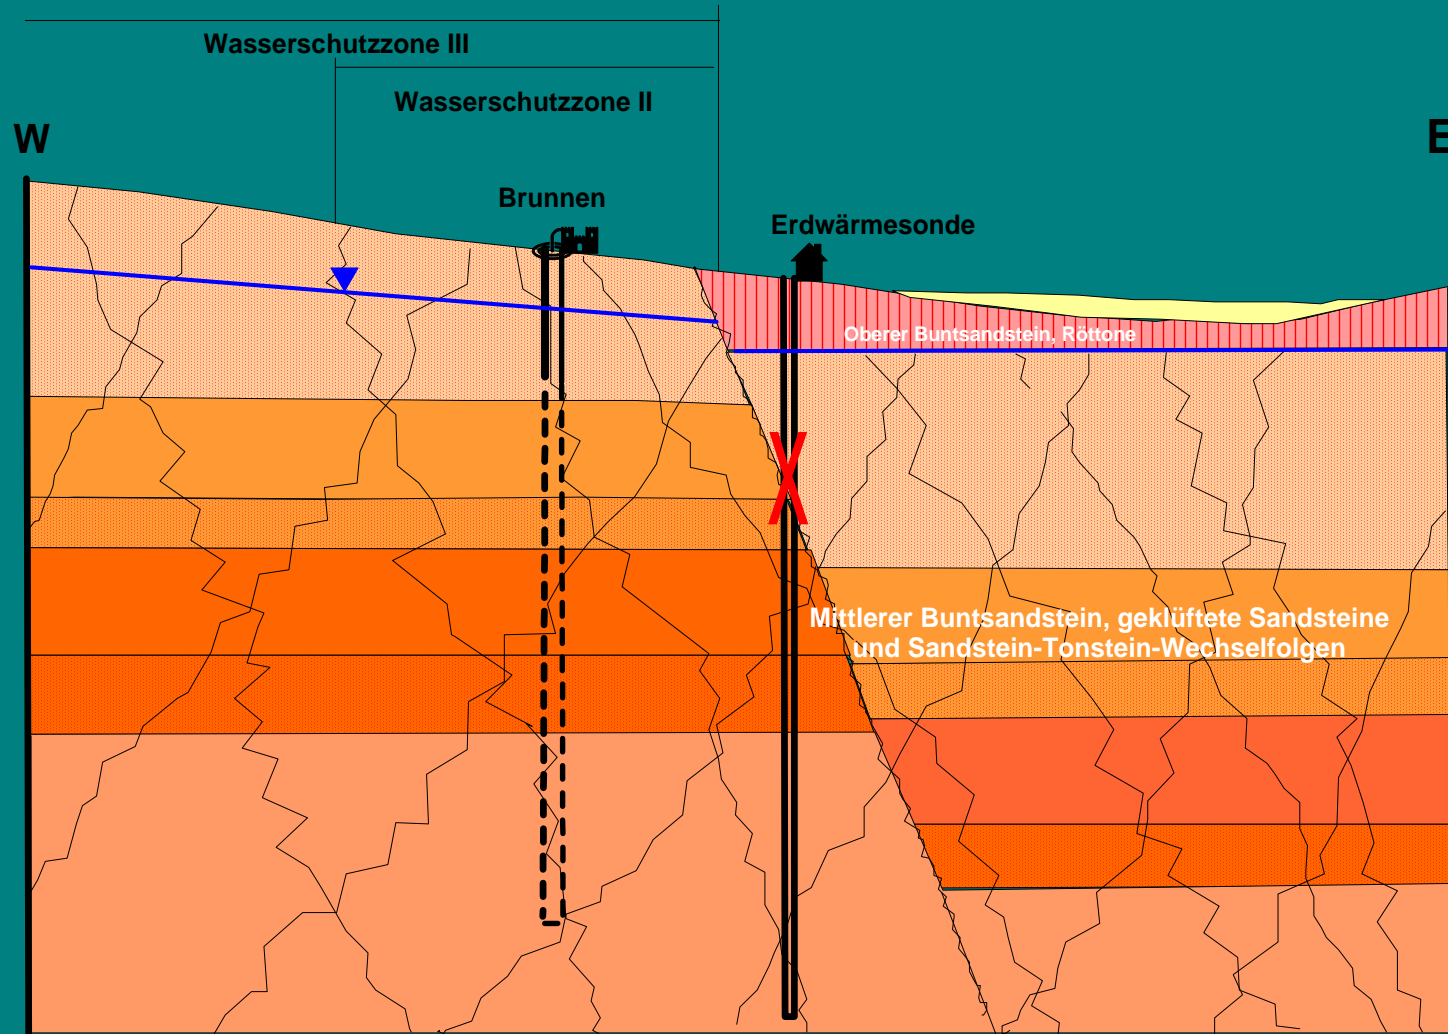 Wasserschutzzone III
Wasserschutzzone II
W
E
Brunnen
Erdwärmesonde
Oberer Buntsandstein, Röttone
X
Mittlerer Buntsandstein, geklüftete Sandsteine
und Sandstein-Tonstein-Wechselfolgen